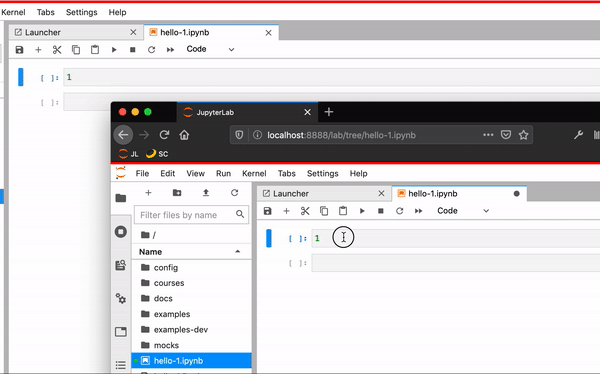 Kernel Tabs Settings Help
Launcher hello-1.ipynb
Code
[ ]: 1
[ ]:
JupyterLab
localhost:8888/lab/tree/hello-1.ipynb
JL SC
File Edit View Run Kernel Tabs Settings Help
Launcher hello-1.ipynb
Code
Filter files by name
/
Name
config
courses
docs
examples
examples-dev
mocks
hello-1.ipynb
[ ]: 1
[ ]: